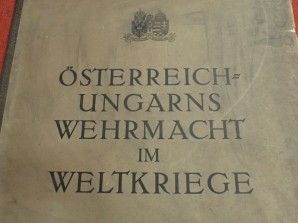 ÖSTERREICH-
UNGARNS
WEHRMACHT
IM
WELTKRIEGE